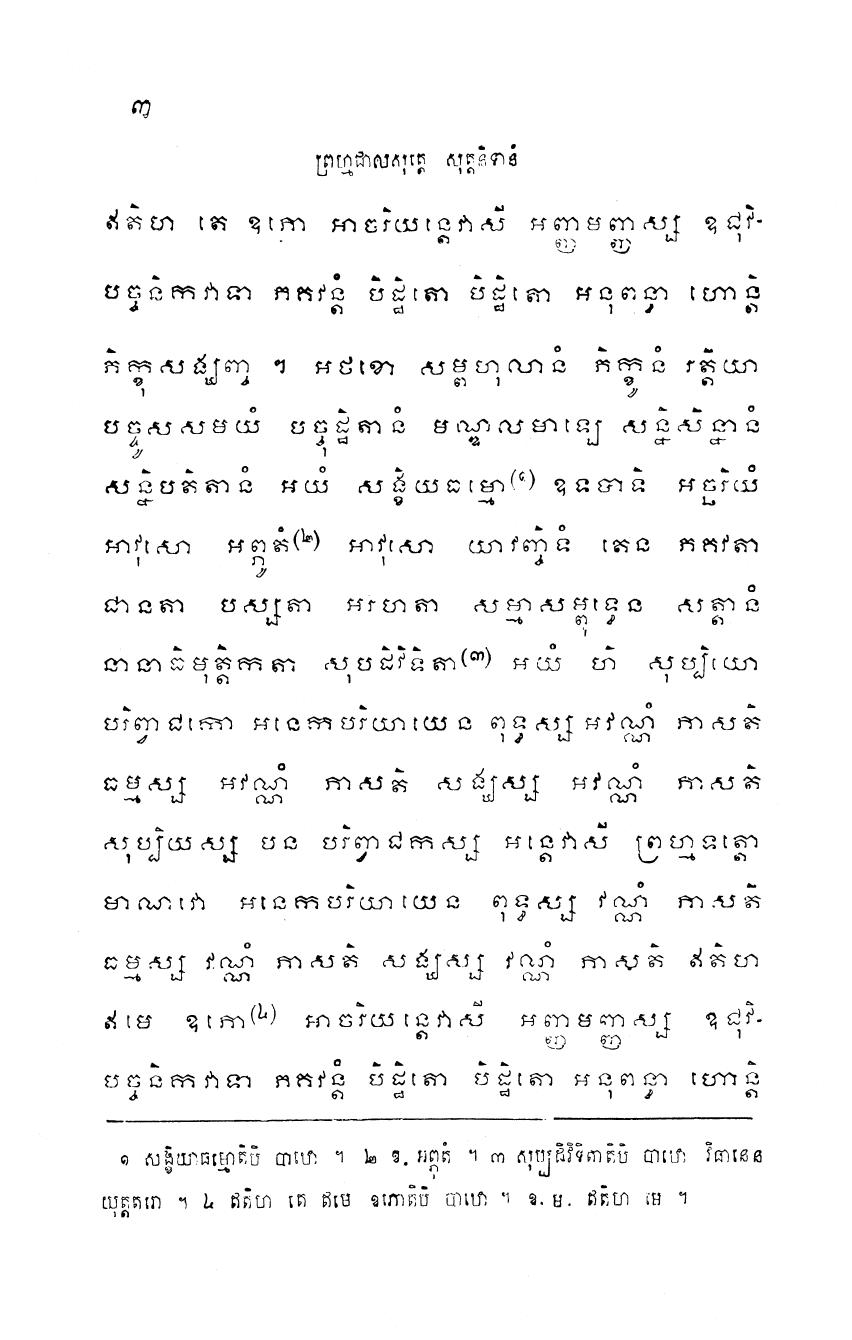 ៣
ព្រហ្មជាលសុត្តេ សុត្តនិទានំ
ឥតិហ តេ ឧភោ អាចរិយន្តេវាសី អញ្ញមញ្ញស្ស ឧជុវិ-
បច្ចនិកវាទា ភគវន្តំ បិដ្ឋិតោ បិដ្ឋិតោ អនុពន្ធា ហោន្តិ
ភិក្ខុសង្ឃញ្ច ។ អថខោ សម្ពហុលានំ ភិក្ខូនំ រត្តិយា
បច្ចូសសមយំ បច្ចុដ្ឋិតានំ មណ្ឌលមាឡេ សន្និសិន្នានំ
សន្និបតិតានំ អយំ សង្ខិយធម្មោ(១) ឧទបាទិ អច្ឆរិយំ
អាវុសោ អព្ភូតំ(២) អាវុសោ យាវញ្ចិទំ តេន ភគវតា
ជានតា បស្សតា អរហតា សម្មាសម្ពុទ្ធេន សត្តានំ
នានាធិមុត្តិកតា សុបដិវិទិតា(៣) អយំ ហិ សុប្បិយោ
បរិព្វាជកោ អនេកបរិយាយេន ពុទ្ធស្ស អវណ្ណំ ភាសតិ
ធម្មស្ស អវណ្ណំ ភាសតិ សង្ឃស្ស អវណ្ណំ ភាសតិ
សុប្បិយស្ស បន បរិព្វាជកស្ស អន្តេវាសី ព្រហ្មទត្តោ
មាណវោ អនេកបរិយាយេន ពុទ្ធស្ស វណ្ណំ ភាសតិ
ធម្មស្ស វណ្ណំ ភាសតិ សង្ឃស្ស វណ្ណំ ភាសតិ ឥតិហ
ឥមេ ឧភោ(៤) អាចរិយន្តេវាសី អញ្ញមញ្ញស្ស ឧជុវិ-
បច្ចនិកវាទា ភគវន្តំ បិដ្ឋិតោ បិដ្ឋិតោ អនុពន្ធា ហោន្តិ
១ សង្ខិយាធម្មោតិបិ បាឋោ ។ ២ ឱ. អព្ភុតំ ។ ៣ សុប្បដិវិទិតាតិបិ បាឋោ វិធានេន
យុត្តតរោ ។ ៤ ឥតិហ តេ ឥមេ ឧភោតិបិ បាឋោ ។ ឱ. ម. ឥតិហ មេ ។